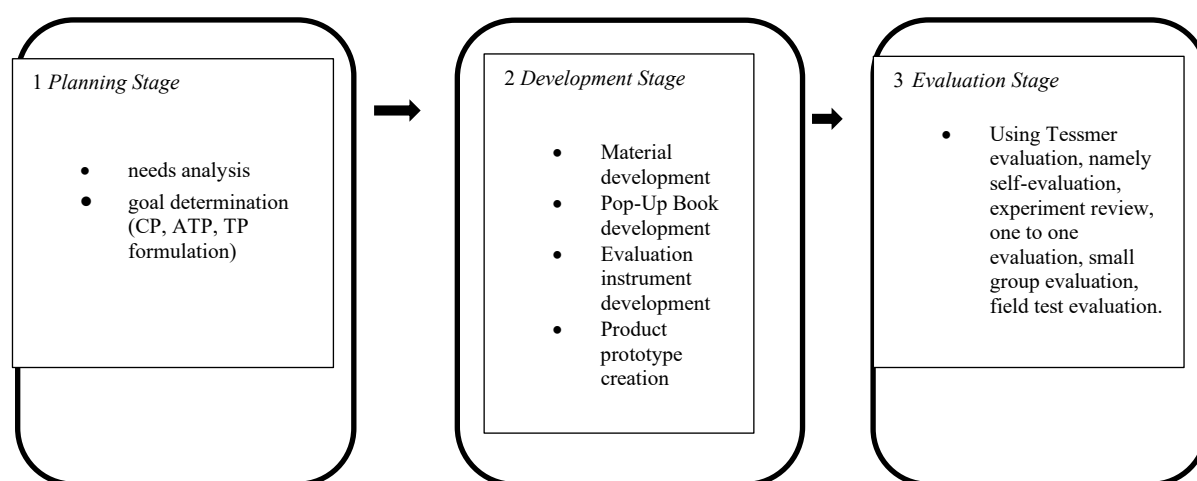 1 Planning Stage
• needs analysis
• goal determination
(CP, ATP, TP
formulation)
2 Development Stage
• Material
development
• Pop-Up Book
development
• Evaluation
instrument
development
• Product
prototype
creation
3 Evaluation Stage
• Using Tessmer
evaluation, namely
self-evaluation,
experiment review,
one to one
evaluation, small
group evaluation,
field test evaluation.